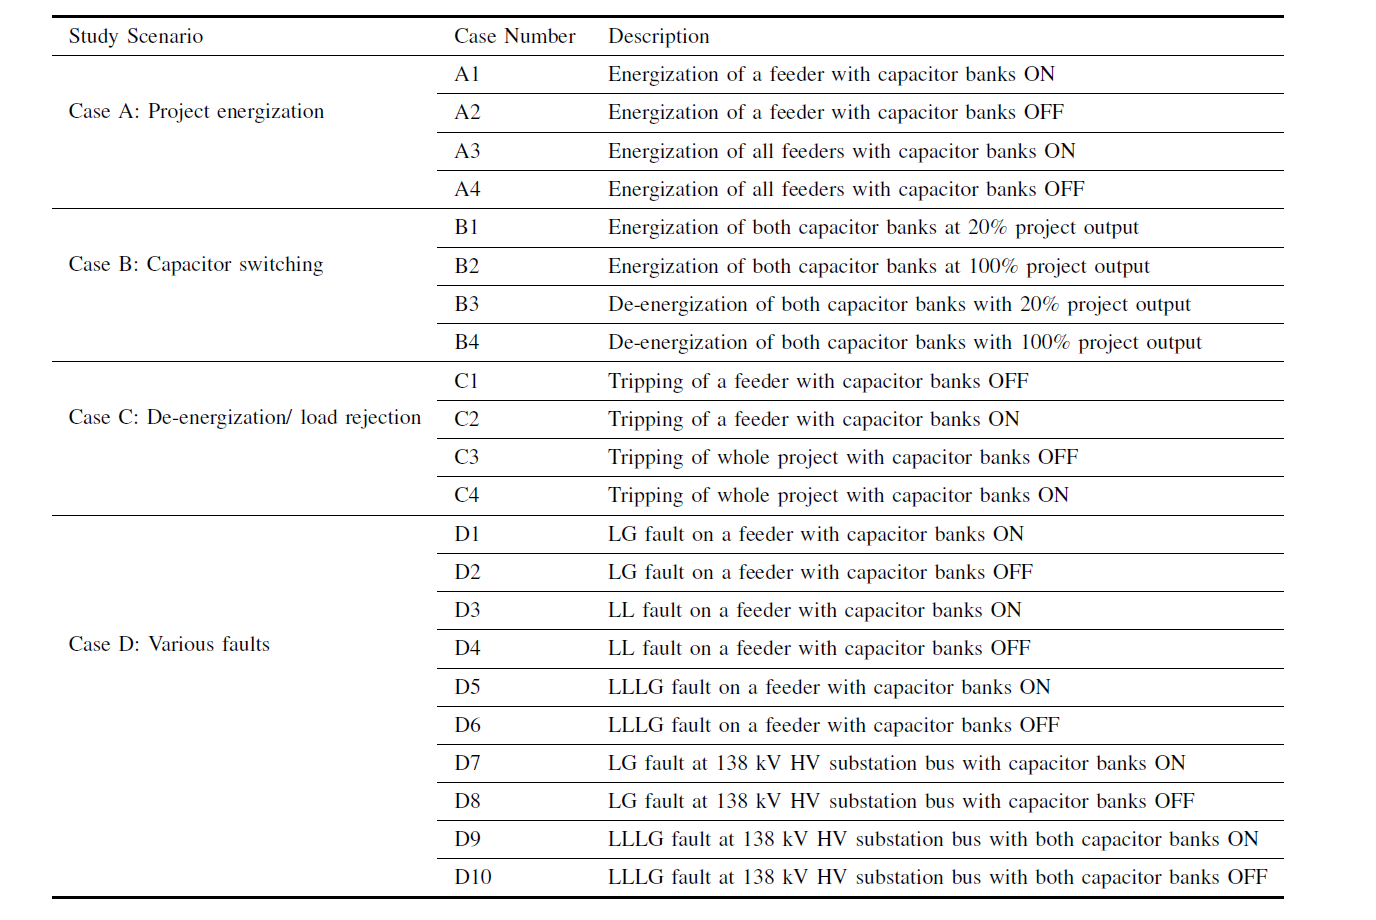 Study Scenario Case Number Description
A1 Energization of a feeder with capacitor banks ON
Case A: Project energization A2 Energization of a feeder with capacitor banks OFF
A3 Energization of all feeders with capacitor banks ON
A4 Energization of all feeders with capacitor banks OFF
B1 Energization of both capacitor banks at 20% project output
Case B: Capacitor switching B2 Energization of both capacitor banks at 100% project output
B3 De-energization of both capacitor banks with 20% project output
B4 De-energization of both capacitor banks with 100% project output
C1 Tripping of a feeder with capacitor banks OFF
Case C: De-energization/ load rejection C2 Tripping of a feeder with capacitor banks ON
C3 Tripping of whole project with capacitor banks OFF
C4 Tripping of whole project with capacitor banks ON
D1 LG fault on a feeder with capacitor banks ON
D2 LG fault on a feeder with capacitor banks OFF
D3 LL fault on a feeder with capacitor banks ON
Case D: Various faults D4 LL fault on a feeder with capacitor banks OFF
D5 LLLG fault on a feeder with capacitor banks ON
D6 LLLG fault on a feeder with capacitor banks OFF
D7 LG fault at 138 kV HV substation bus with capacitor banks ON
D8 LG fault at 138 kV HV substation bus with capacitor banks OFF
D9 LLLG fault at 138 kV HV substation bus with both capacitor banks ON
D10 LLLG fault at 138 kV HV substation bus with both capacitor banks OFF